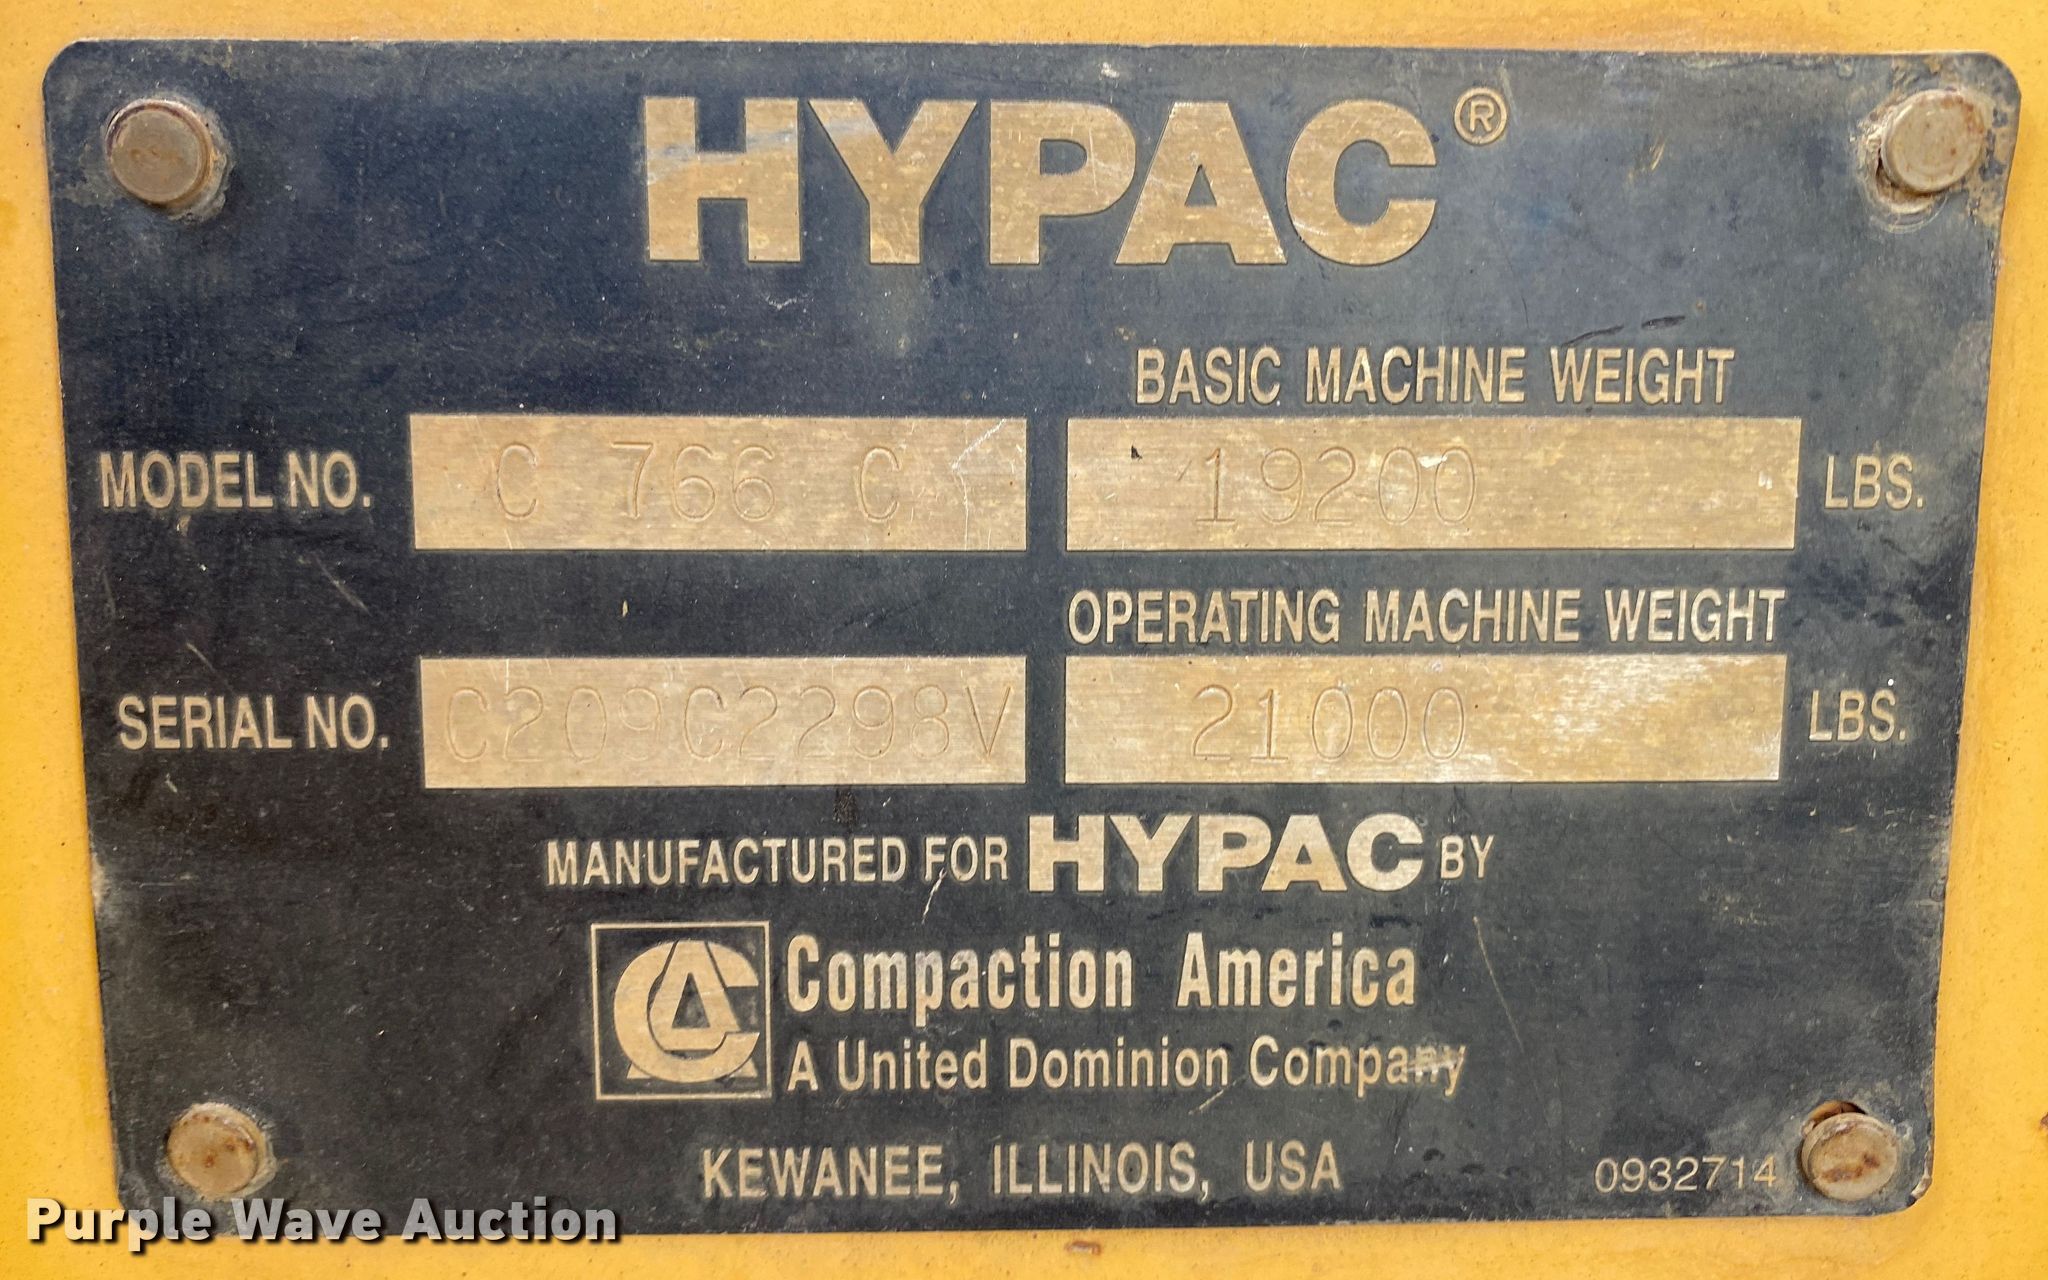 HYPAC®
BASIC MACHINE WEIGHT
MODEL NO. C 766 C 19200 LBS.
OPERATING MACHINE WEIGHT
SERIAL NO. C209C2298V 21000 LBS.
MANUFACTURED FOR HYPAC BY
CA Compaction America
A United Dominion Company
KEWANEE, ILLINOIS, USA 0932714
Purple Wave Auction